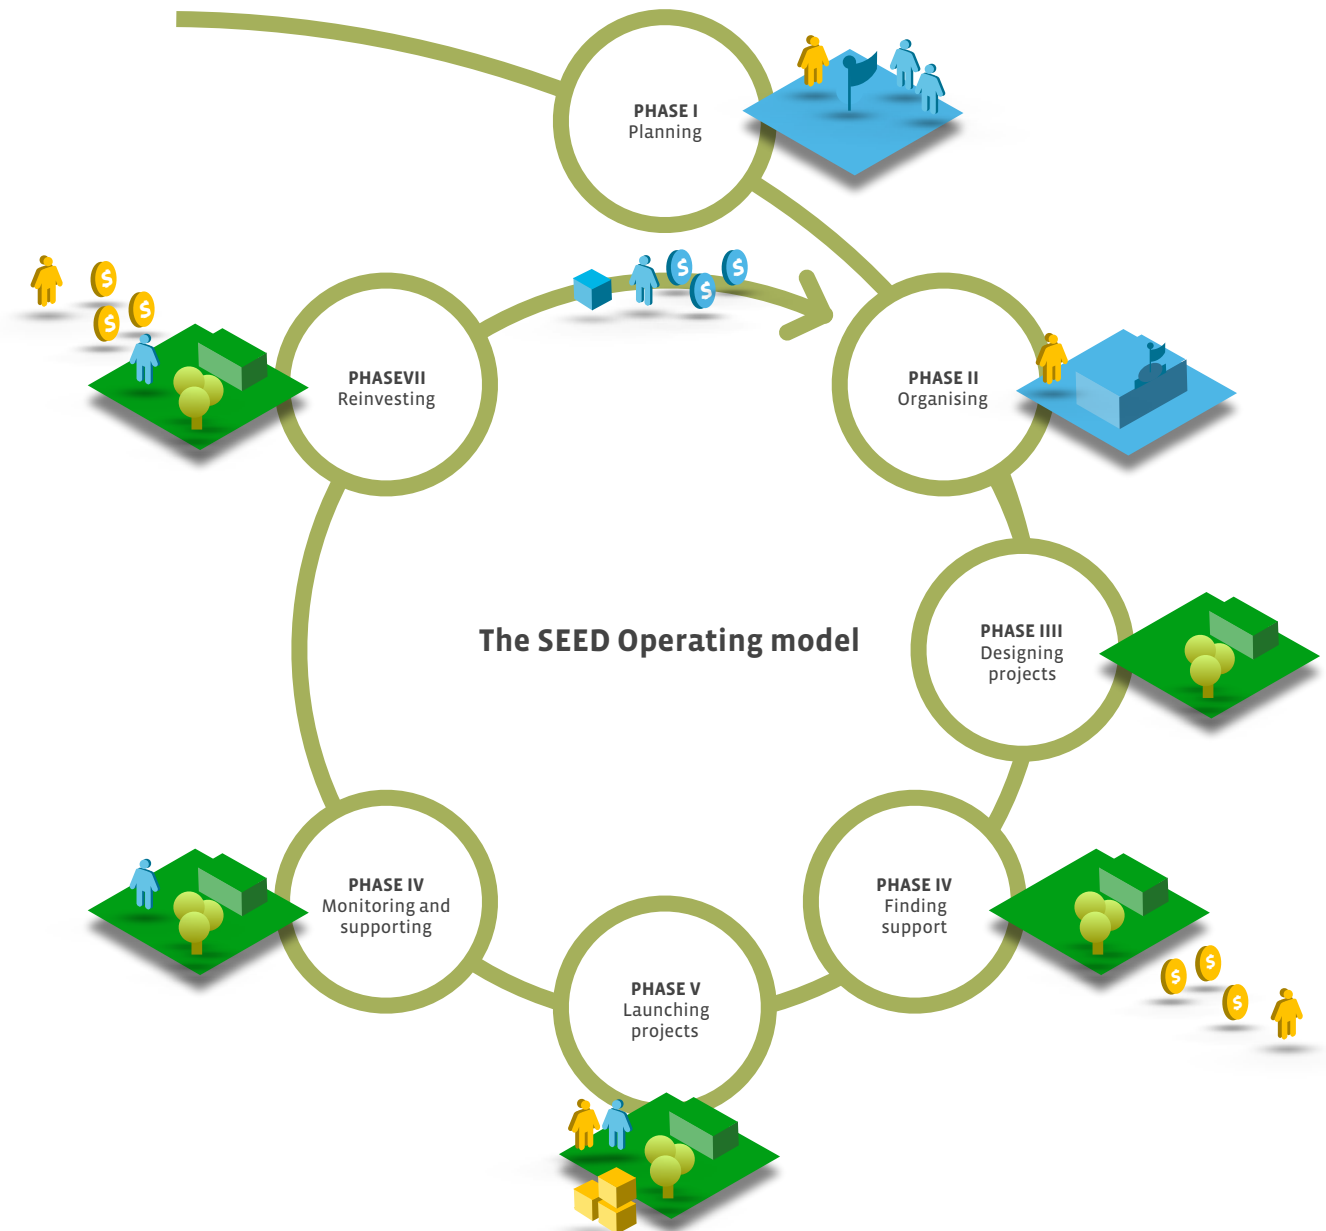 PHASE I
Planning
PHASE II
Organising
PHASE IIII
Designing
projects
PHASE IV
Finding
support
PHASE V
Launching
projects
PHASE IV
Monitoring and
supporting
PHASEVII
Reinvesting
The SEED Operating model
$
$
$
$
$
$
$
$
$